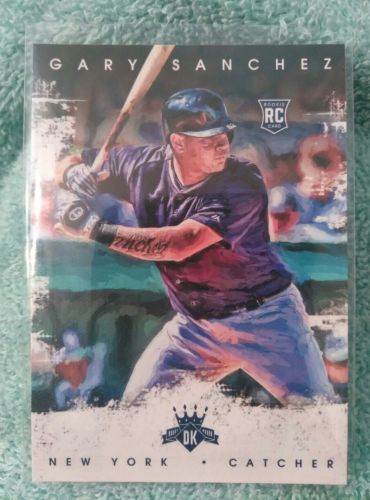 GARY SANCHEZ
ROOKIE
RC
CARD
DK
NEW YORK • CATCHER